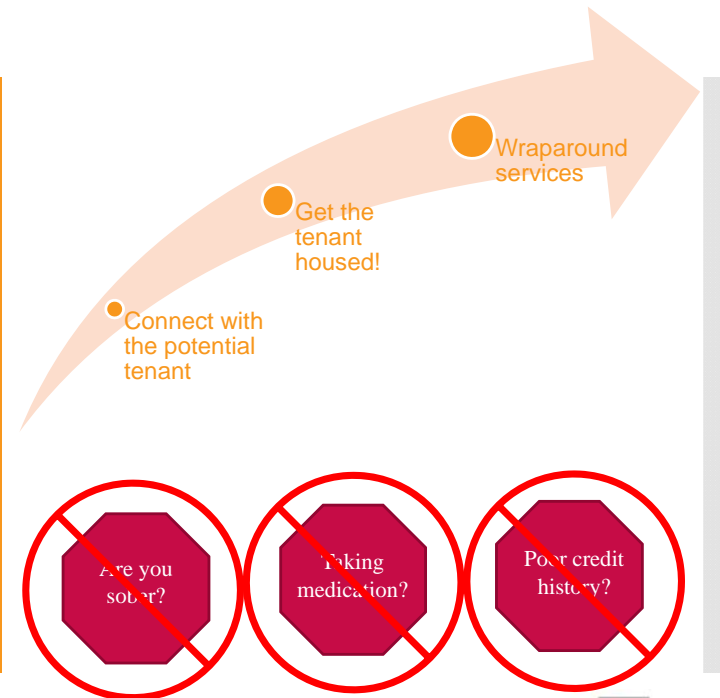 Wraparound
services
Get the
tenant
housed!
Connect with
the potential
tenant
Are you
sober?
Taking
medication?
Poor credit
history?